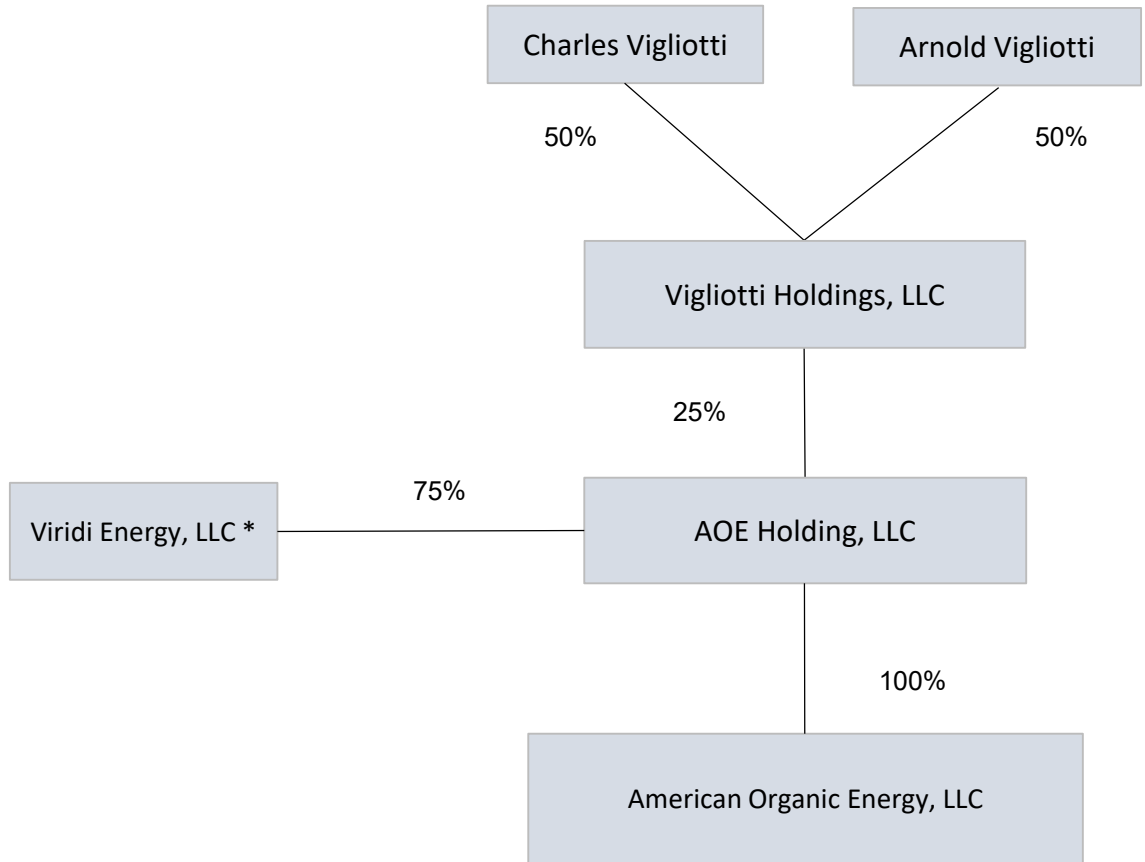 Charles Vigliotti
Arnold Vigliotti
50%
50%
Vigliotti Holdings, LLC
25%
75%
Viridi Energy, LLC *
AOE Holding, LLC
100%
American Organic Energy, LLC